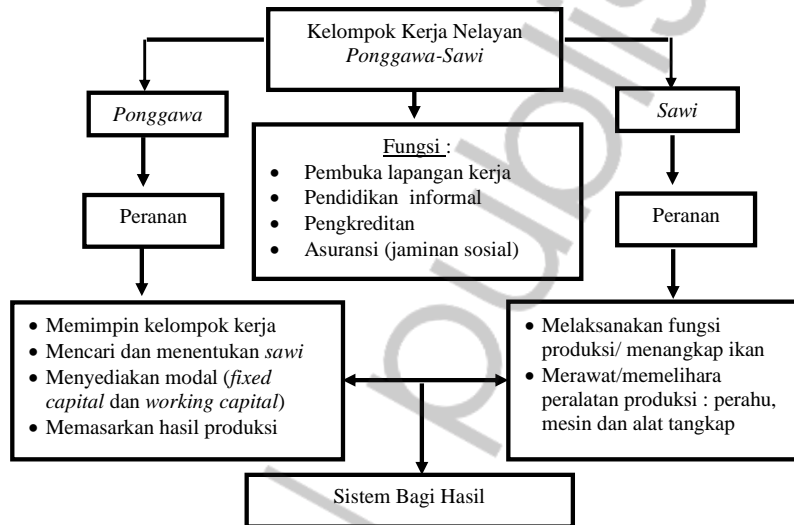 Kelompok Kerja Nelayan
Ponggawa-Sawi
Ponggawa
Sawi
Fungsi :
• Pembuka lapangan kerja
• Pendidikan informal
• Pengkreditan
• Asuransi (jaminan sosial)
Peranan
Peranan
• Memimpin kelompok kerja
• Mencari dan menentukan sawi
• Menyediakan modal (fixed
capital dan working capital)
• Memasarkan hasil produksi
• Melaksanakan fungsi
produksi/ menangkap ikan
• Merawat/memelihara
peralatan produksi : perahu,
mesin dan alat tangkap
Sistem Bagi Hasil